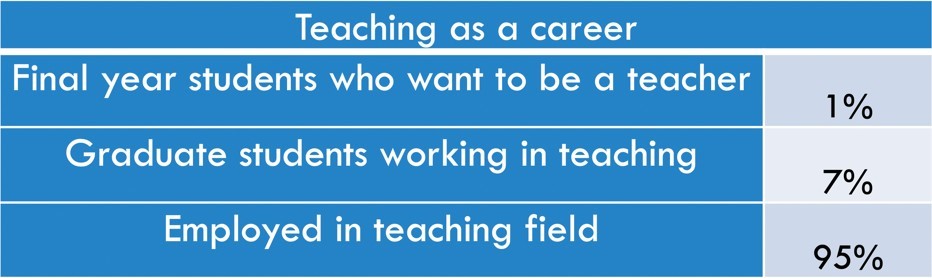 Teaching as a career
Final year students who want to be a teacher 1%
Graduate students working in teaching 7%
Employed in teaching field 95%